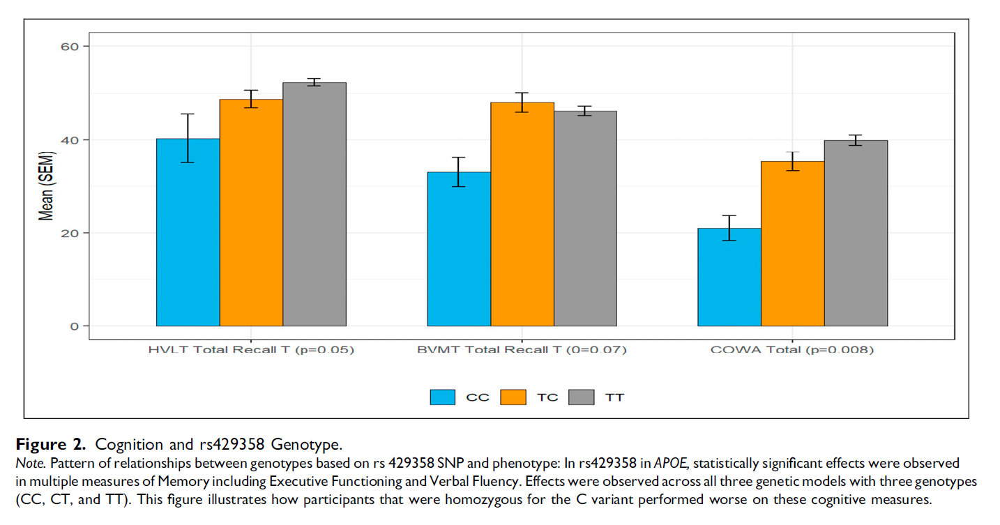 60
40
20
0
Mean (SEM)
HVLT Total Recall T (p=0.05)
BVMT Total Recall T (0=0.07)
COWA Total (p=0.008)
CC TC TT
Figure 2. Cognition and rs429358 Genotype.
Note. Pattern of relationships between genotypes based on rs 429358 SNP and phenotype: In rs429358 in APOE, statistically significant effects were observed
in multiple measures of Memory including Executive Functioning and Verbal Fluency. Effects were observed across all three genetic models with three genotypes
(CC, CT, and TT). This figure illustrates how participants that were homozygous for the C variant performed worse on these cognitive measures.